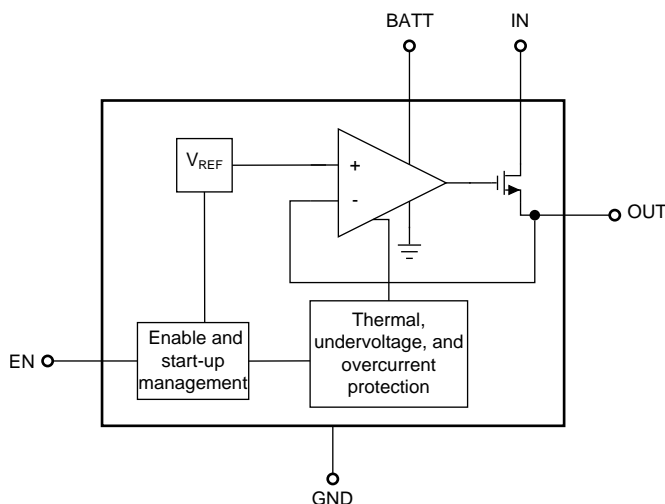 BATT
IN
VREF
+
-
OUT
Enable and
start-up
management
Thermal,
undervoltage, and
overcurrent
protection
EN
GND